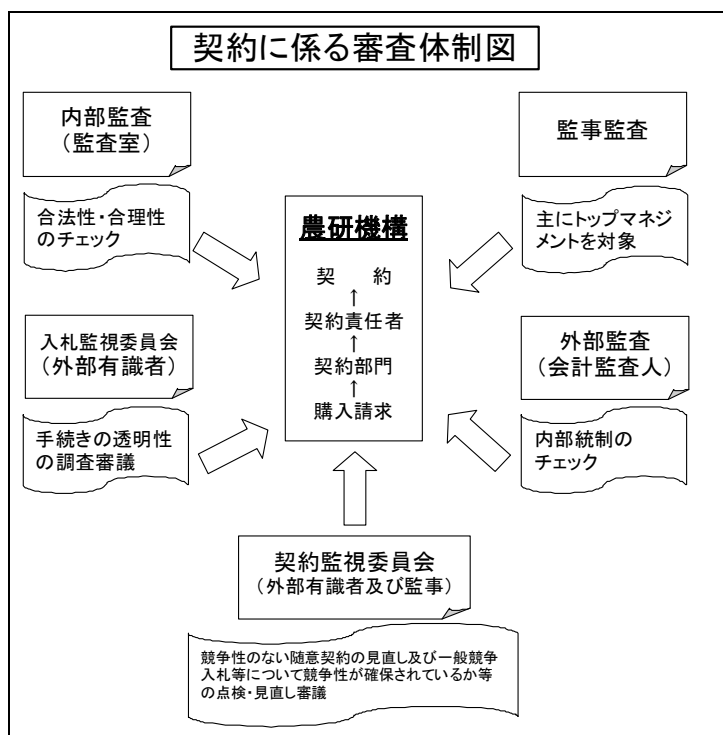 契約に係る審査体制図
内部監査
(監査室)
合法性・合理性
のチェック
監事監査
主にトップマネジ
メントを対象
農研機構
契 約
↑
契約責任者
↑
契約部門
↑
購入請求
入札監視委員会
(外部有識者)
手続きの透明性
の調査審議
外部監査
(会計監査人)
内部統制の
チェック
契約監視委員会
(外部有識者及び監事)
競争性のない随意契約の見直し及び一般競争
入札等について競争性が確保されているか等
の点検・見直し審議